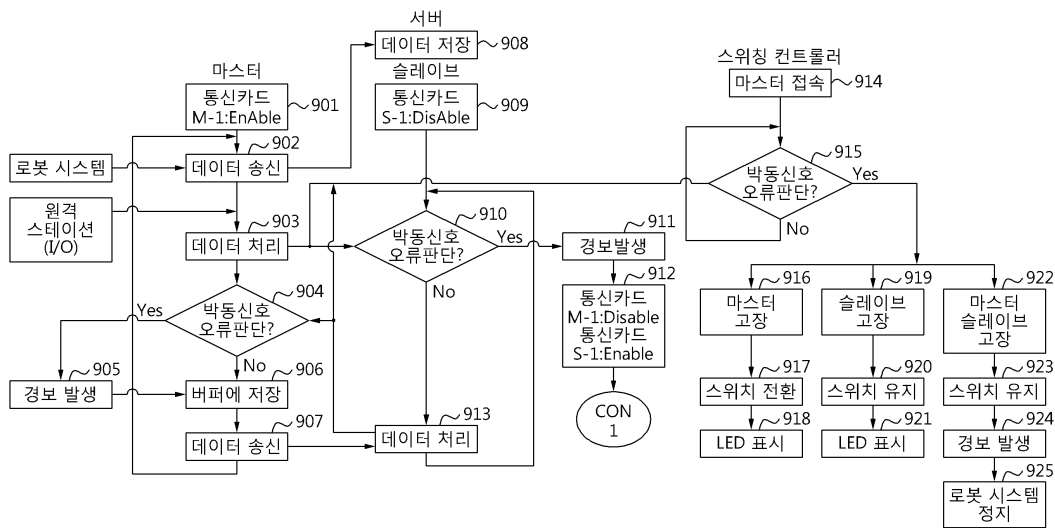 서버
데이터 저장
908
마스터
통신카드
M-1:EnAble
901
902
로봇 시스템
데이터 송신
원격
스테이션
(I/O)
903
데이터 처리
904
박동신호
오류판단?
Yes
No
905
경보 발생
906
버퍼에 저장
907
데이터 송신
슬레이브
통신카드
S-1:DisAble
909
910
박동신호
오류판단?
Yes
No
911
경보발생
912
통신카드
M-1:Disable
통신카드
S-1:Enable
CON
1
913
데이터 처리
스위칭 컨트롤러
마스터 접속
914
915
박동신호
오류판단?
Yes
No
916
마스터
고장
917
스위치 전환
918
LED 표시
919
슬레이브
고장
920
스위치 유지
921
LED 표시
922
마스터
슬레이브
고장
923
스위치 유지
924
경보 발생
925
로봇 시스템
정지